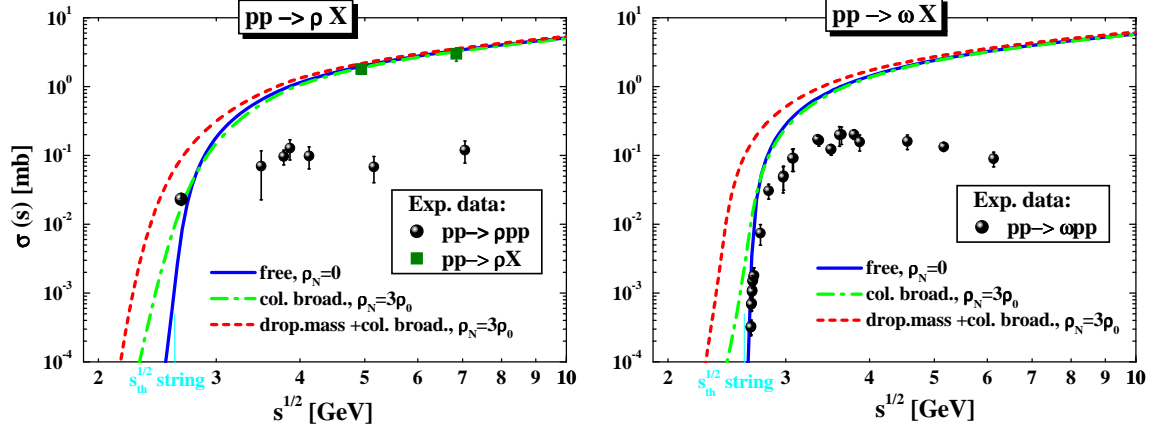 pp -> ρ X
σ (s) [mb]
10^1
10^0
10^-1
10^-2
10^-3
10^-4
Exp. data:
pp-> ρpp
pp-> ρX
free, ρ_N=0
col. broad., ρ_N=3ρ_0
drop.mass +col. broad., ρ_N=3ρ_0
s_th^1/2 string
2 3 4 5 6 7 8 9 10
s^1/2 [GeV]
pp -> ω X
10^1
10^0
10^-1
10^-2
10^-3
10^-4
Exp. data:
pp-> ωpp
free, ρ_N=0
col. broad., ρ_N=3ρ_0
drop.mass +col. broad., ρ_N=3ρ_0
s_th^1/2 string
2 3 4 5 6 7 8 9 10
s^1/2 [GeV]